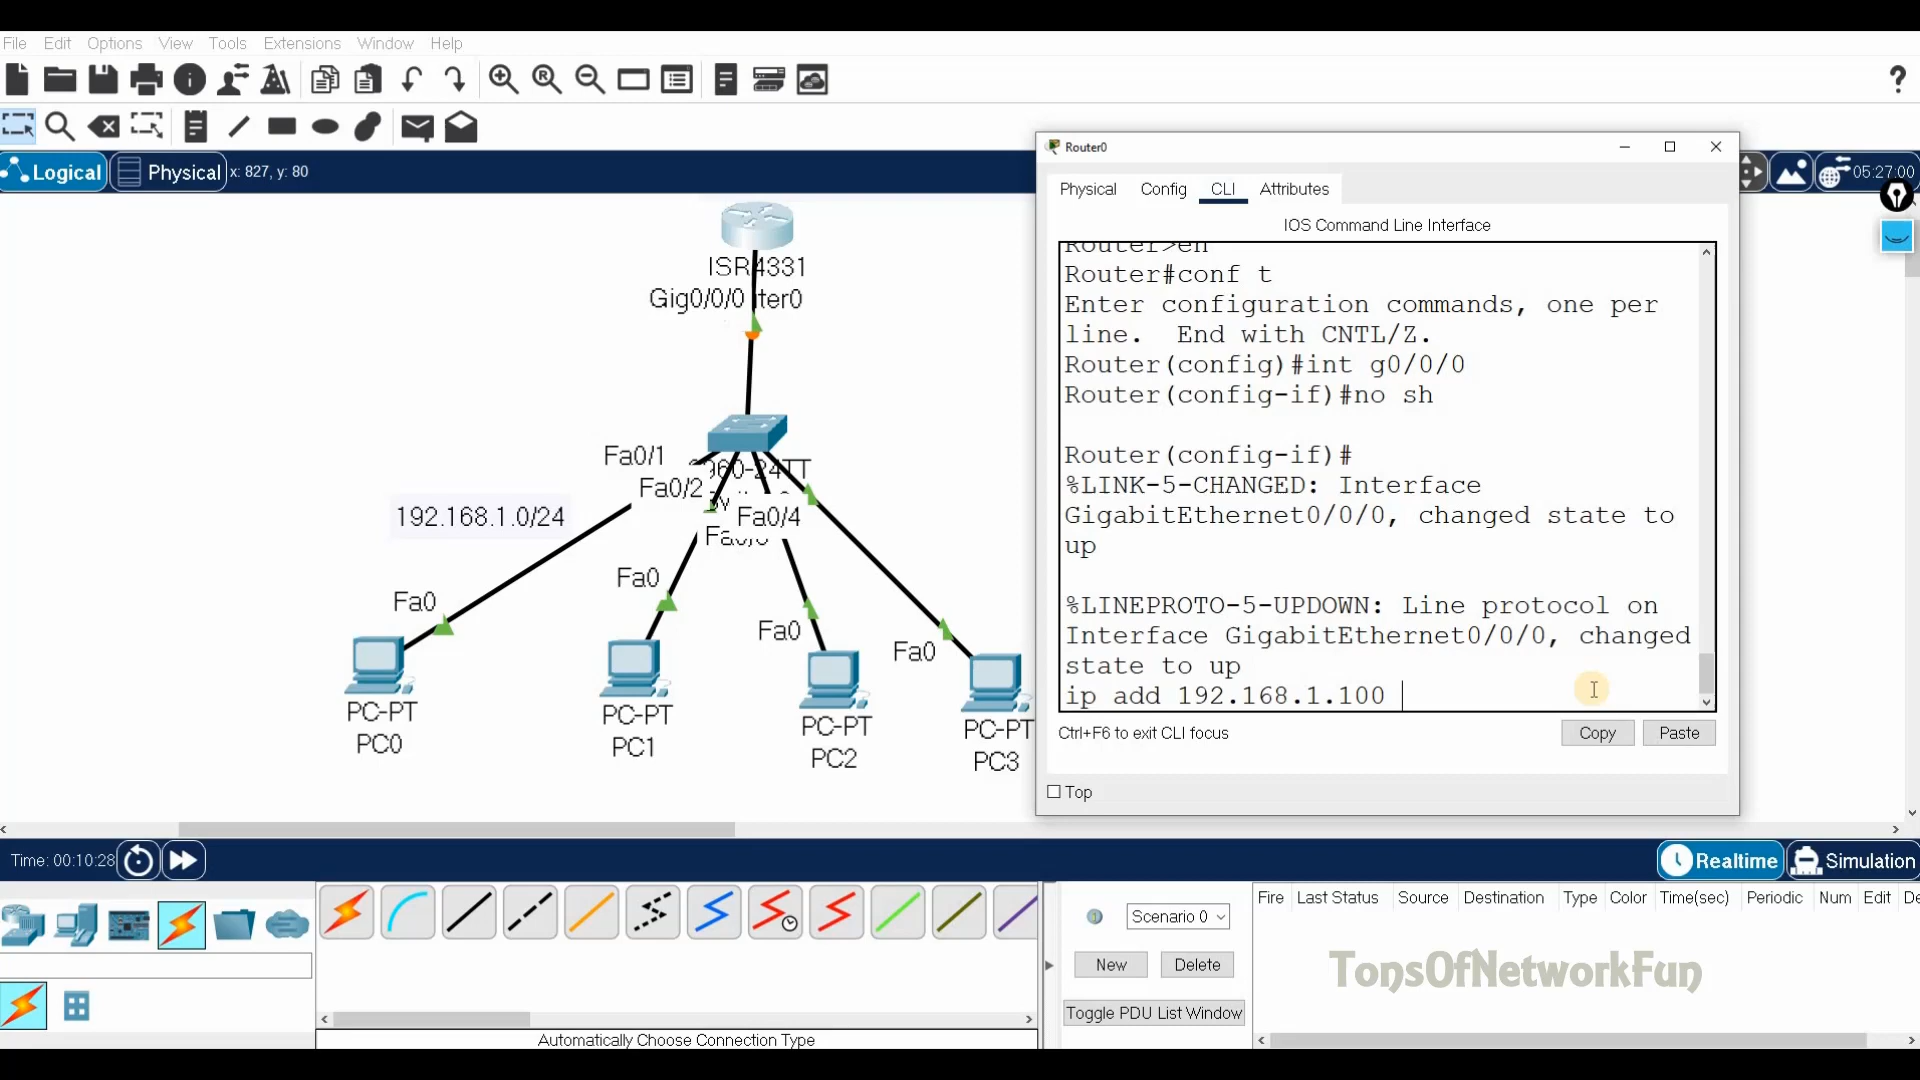 File Edit Options View Tools Extensions Window Help
Logical Physical x: 827, y: 80
05:27:00
Router0
Physical Config CLI Attributes
IOS Command Line Interface
Router>en
Router#conf t
Enter configuration commands, one per
line. End with CNTL/Z.
Router(config)#int g0/0/0
Router(config-if)#no sh
Router(config-if)#
%LINK-5-CHANGED: Interface
GigabitEthernet0/0/0, changed state to
up
%LINEPROTO-5-UPDOWN: Line protocol on
Interface GigabitEthernet0/0/0, changed
state to up
ip add 192.168.1.100
Ctrl+F6 to exit CLI focus
Copy Paste
Top
ISR4331
Gig0/0/0 ter0
Fa0/1
960-24TT
Fa0/2
Fa0/4
192.168.1.0/24
Fa0
Fa0
Fa0
Fa0
PC-PT
PC0
PC-PT
PC1
PC-PT
PC2
PC-PT
PC3
Time: 00:10:28
Realtime Simulation
Scenario 0
New Delete
Toggle PDU List Window
Fire Last Status Source Destination Type Color Time(sec) Periodic Num Edit De
TonsOfNetworkFun
Automatically Choose Connection Type